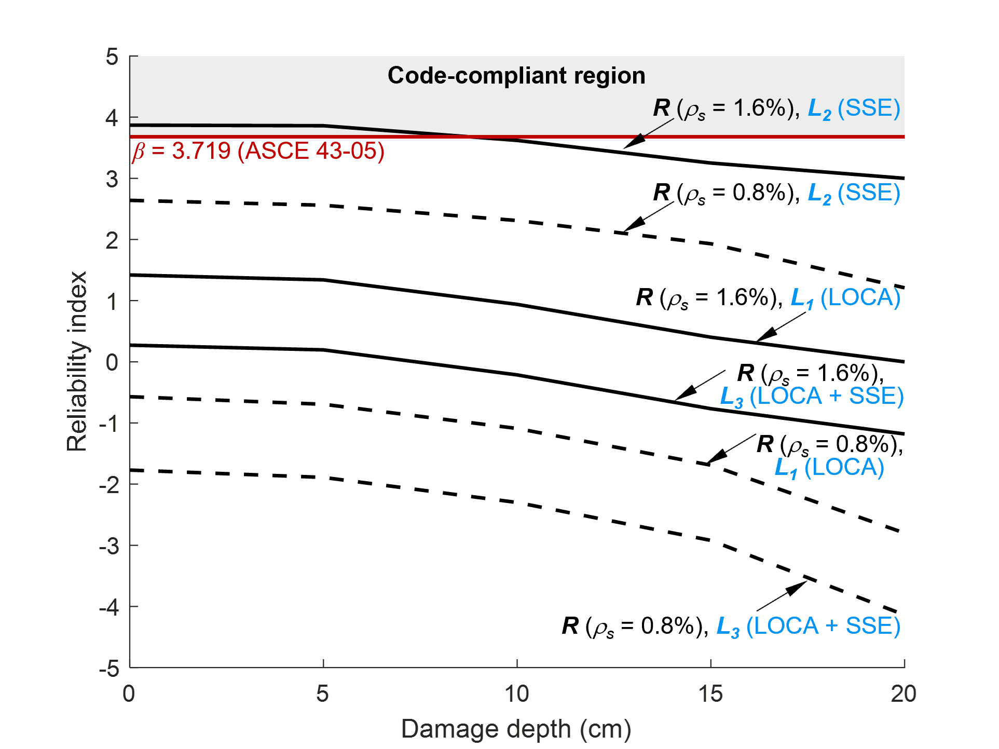 5
Code-compliant region
R (ρs = 1.6%), L2 (SSE)
4
β = 3.719 (ASCE 43-05)
3
R (ρs = 0.8%), L2 (SSE)
2
R (ρs = 1.6%), L1 (LOCA)
1
0
R (ρs = 1.6%),
L3 (LOCA + SSE)
-1
R (ρs = 0.8%),
L1 (LOCA)
-2
-3
-4
R (ρs = 0.8%), L3 (LOCA + SSE)
-5
Reliability index
0 5 10 15 20
Damage depth (cm)